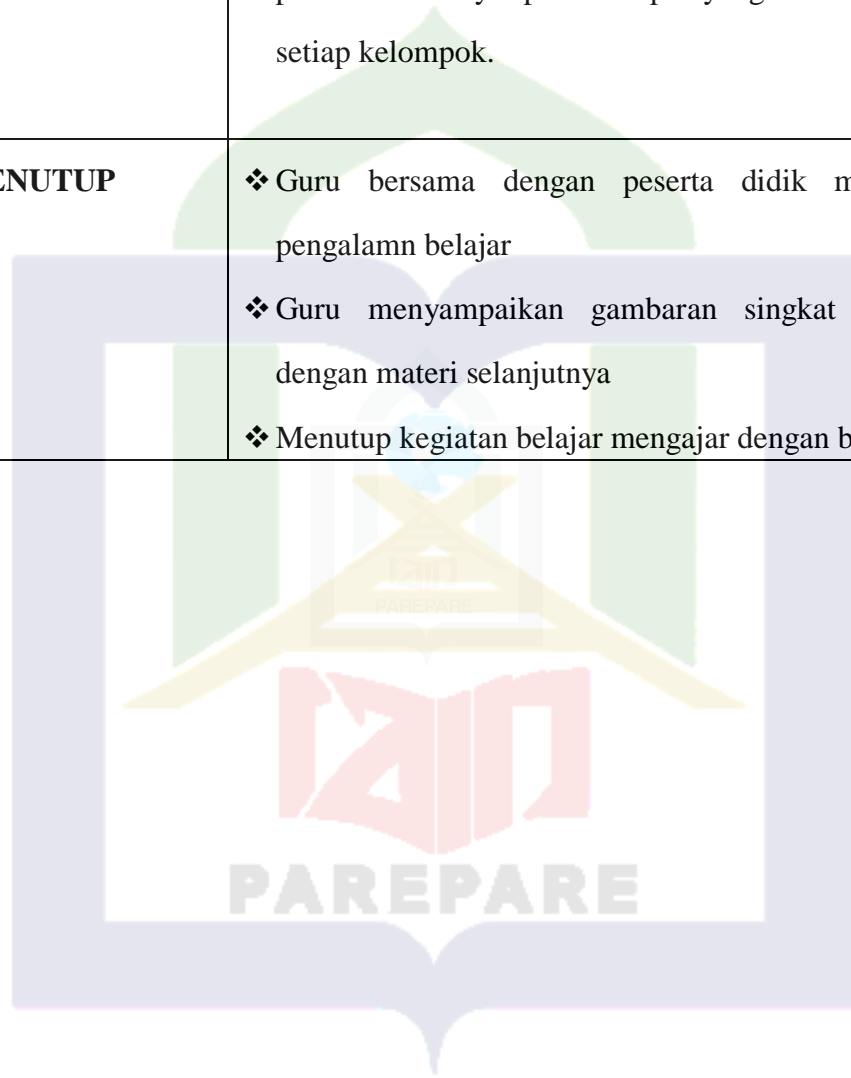 setiap kelompok.
ENUTUP
❖ Guru bersama dengan peserta didik m
pengalamn belajar
❖ Guru menyampaikan gambaran singkat
dengan materi selanjutnya
❖ Menutup kegiatan belajar mengajar dengan b
PAREPARE
PAREPARE